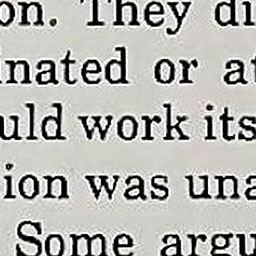 on. They di
inated or at
uld work its
ion was una
Some argu